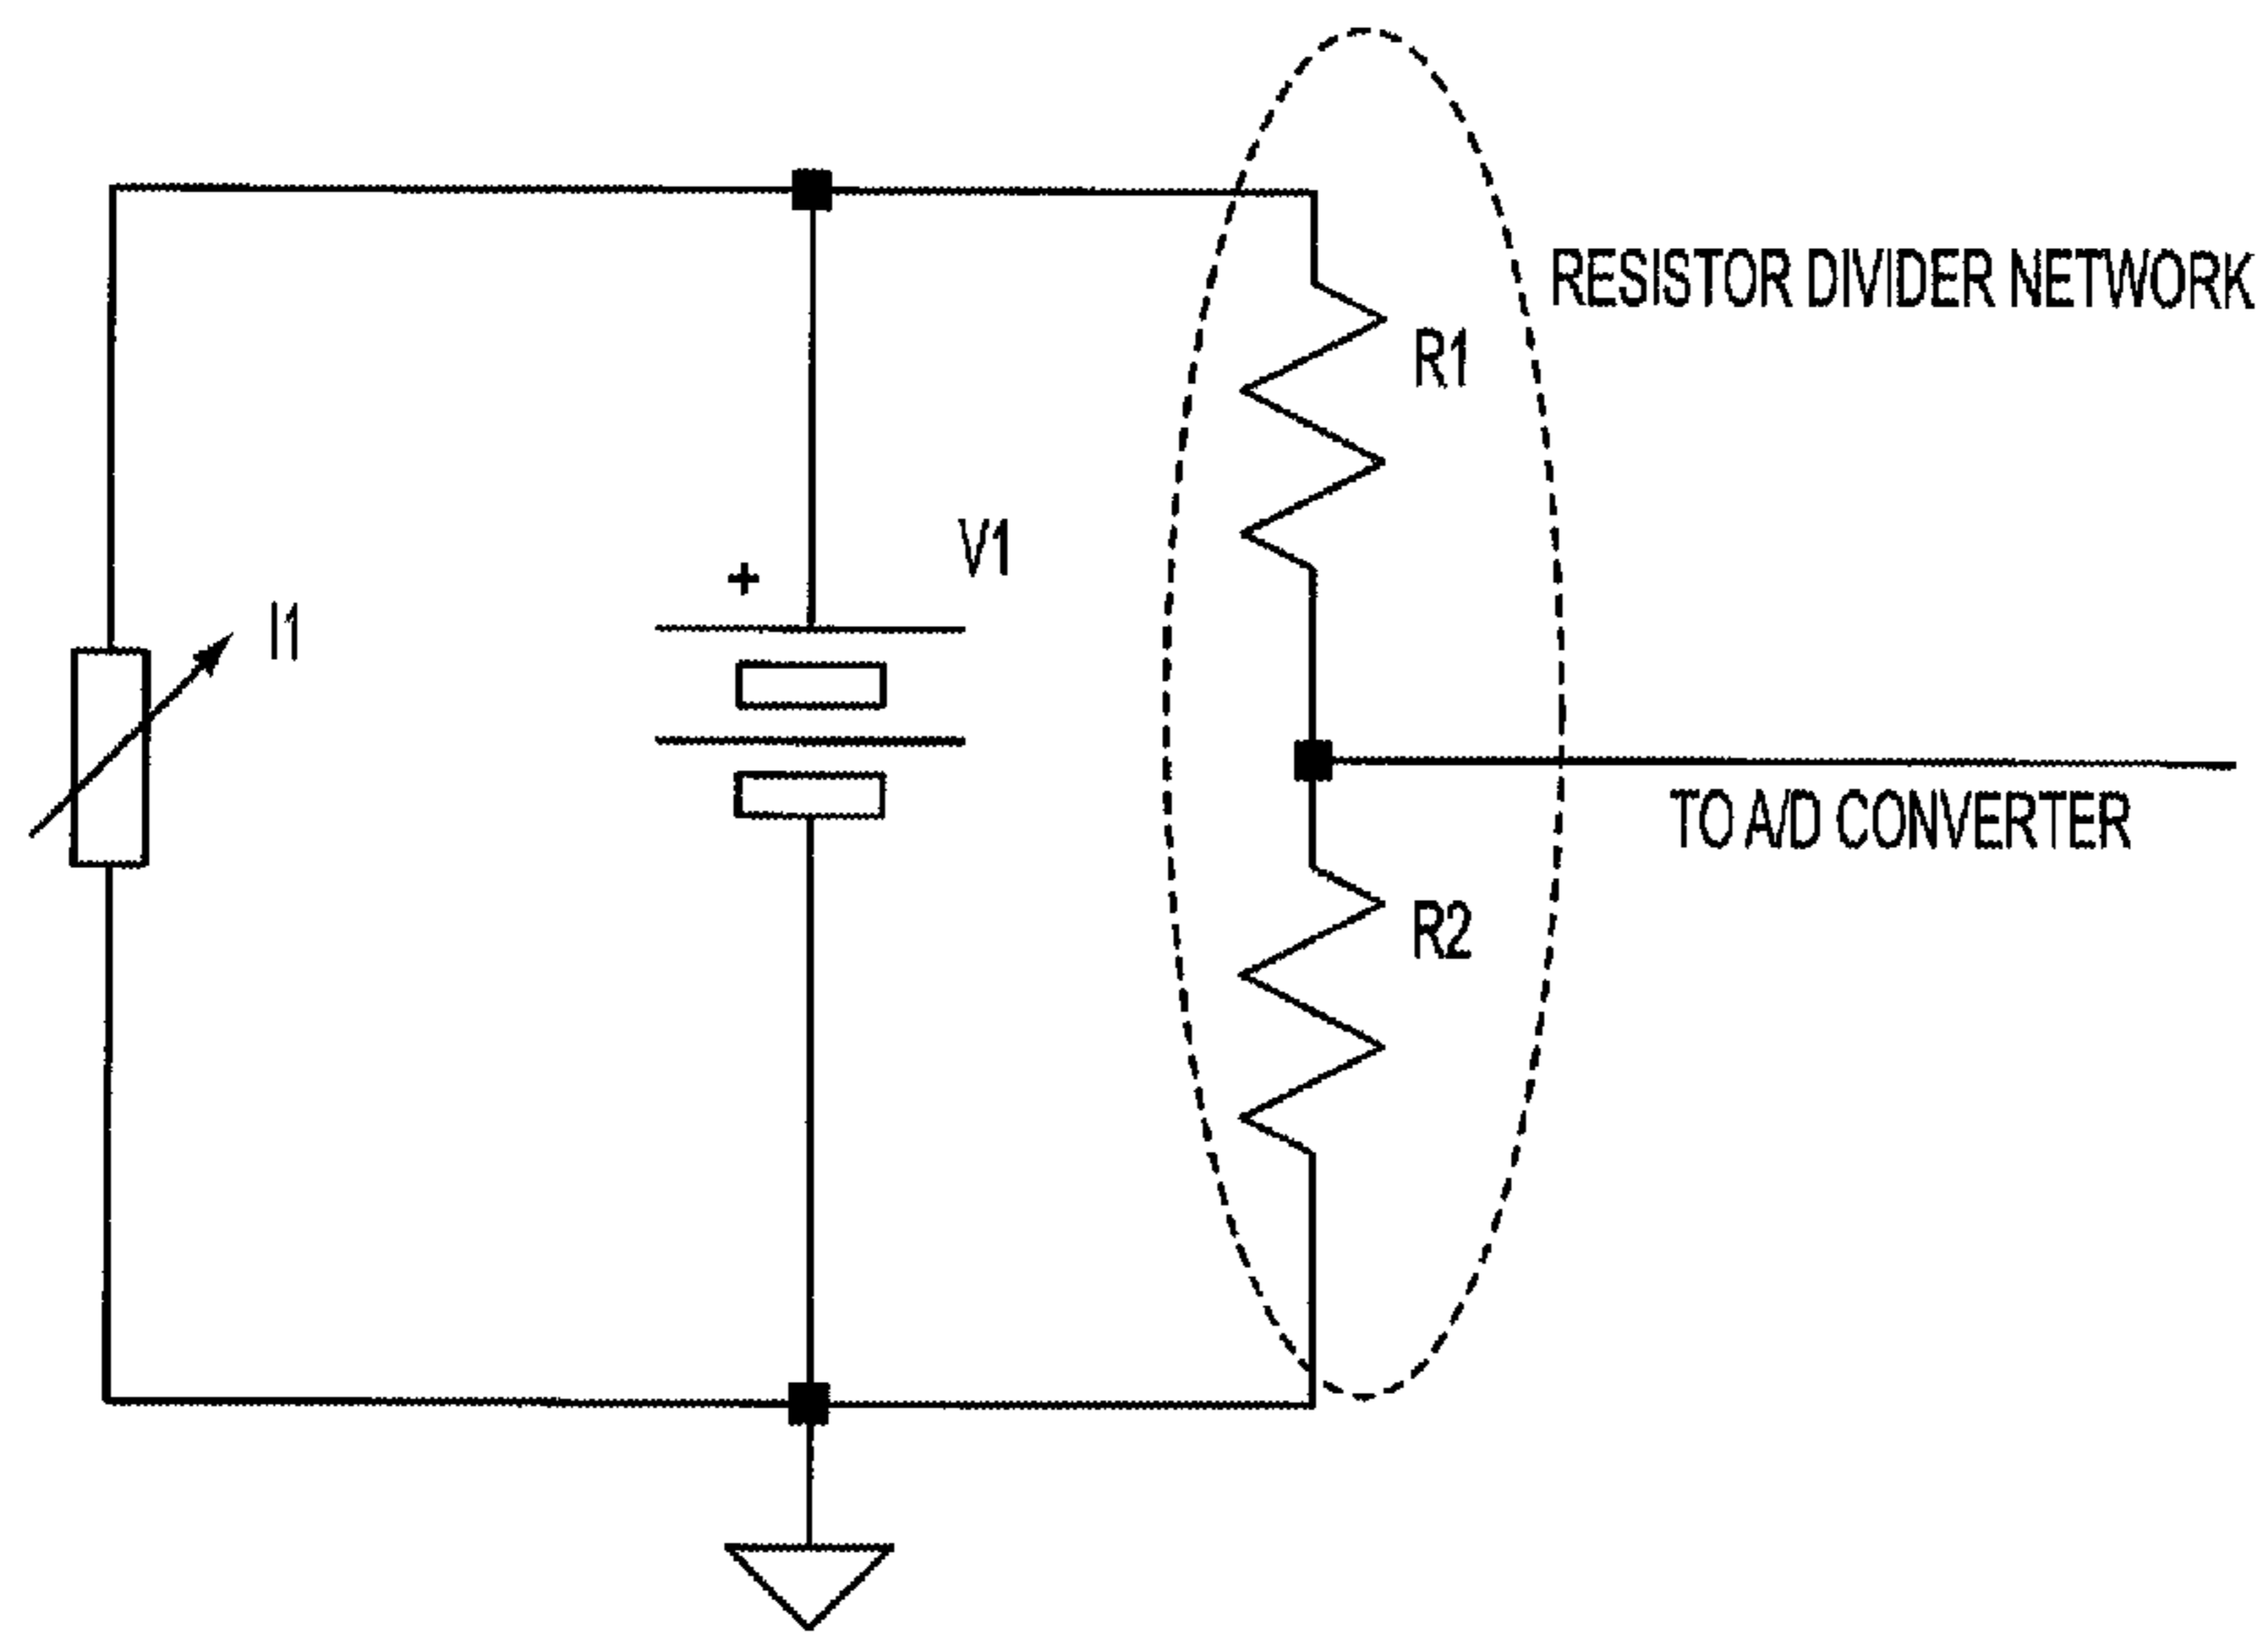 RESISTOR DIVIDER NETWORK
R1
V1
+
I1
TO A/D CONVERTER
R2